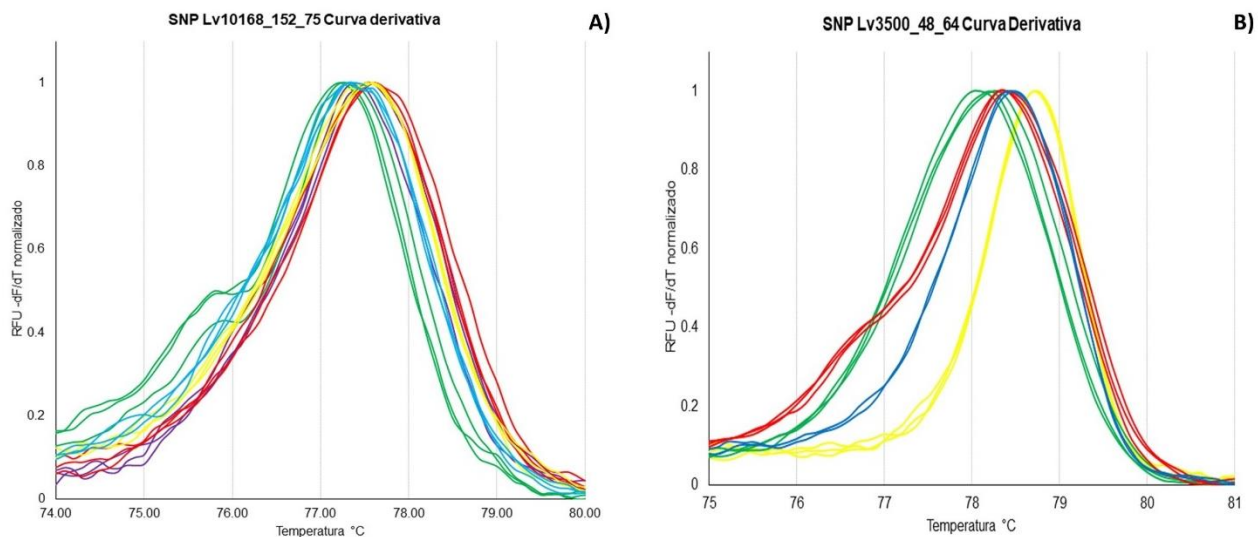 SNP Lv10168_152_75 Curva derivativa
A)
RFU -dF/dT normalizado
1
0.8
0.6
0.4
0.2
0
74.00 75.00 76.00 77.00 78.00 79.00 80.00
Temperatura °C
SNP Lv3500_48_64 Curva Derivativa
B)
RFU -dF/dT normalizado
1
0.8
0.6
0.4
0.2
0
75 76 77 78 79 80 81
Temperatura °C